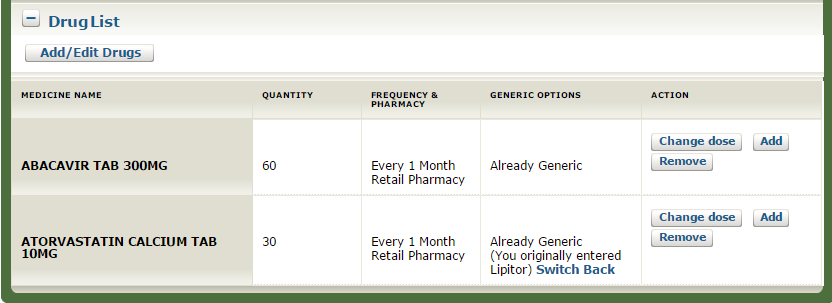 Drug List
Add/Edit Drugs
MEDICINE NAME QUANTITY FREQUENCY & PHARMACY GENERIC OPTIONS ACTION
ABACAVIR TAB 300MG 60 Every 1 Month Retail Pharmacy Already Generic Change dose Add Remove
ATORVASTATIN CALCIUM TAB 10MG 30 Every 1 Month Retail Pharmacy Already Generic (You originally entered Lipitor) Switch Back Change dose Add Remove